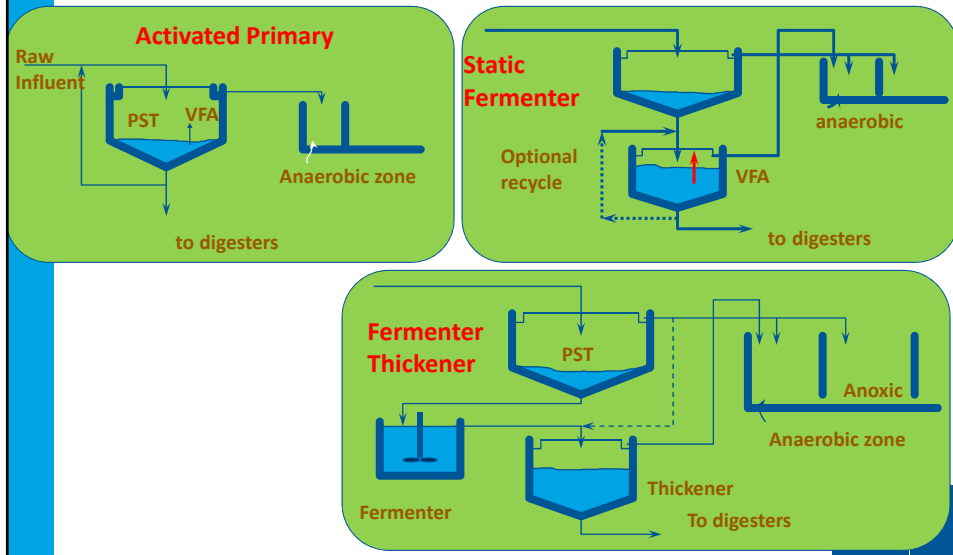 Activated Primary
Raw
Influent
PST
VFA
Anaerobic zone
to digesters
Static
Fermenter
anaerobic
Optional
recycle
VFA
to digesters
Fermenter
Thickener
PST
Anoxic
Anaerobic zone
Thickener
Fermenter
To digesters